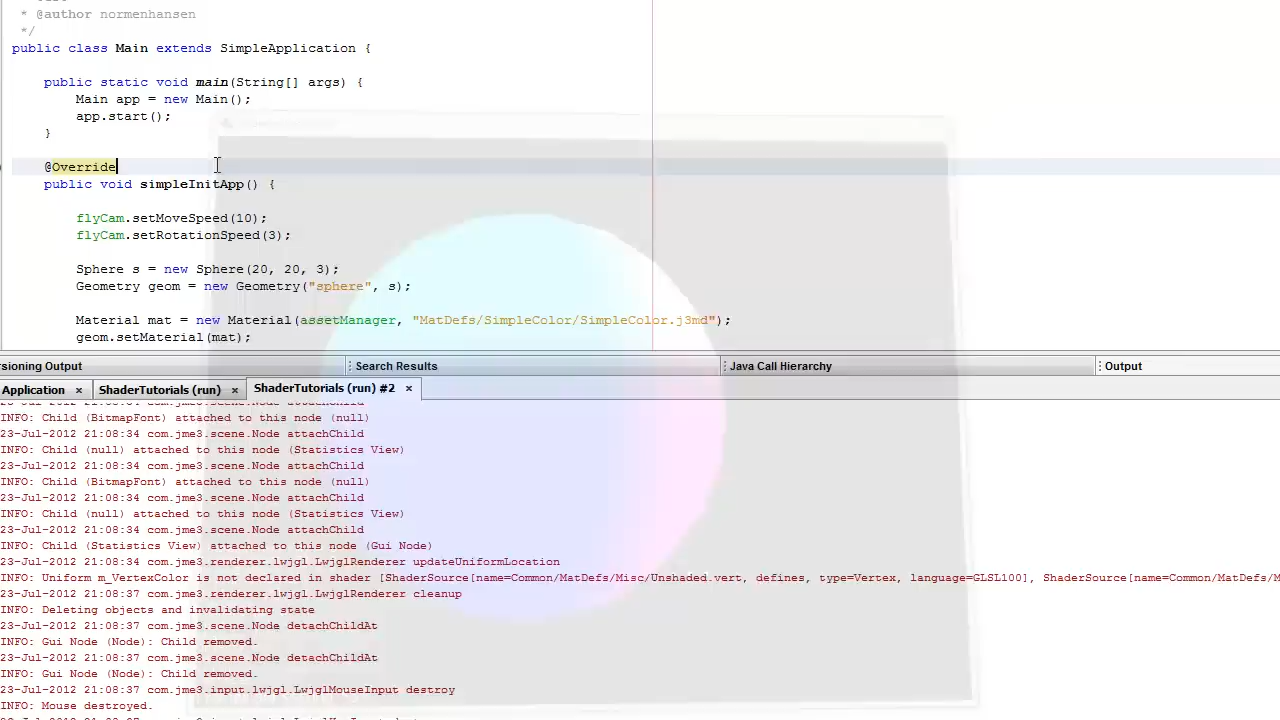 * @author normenhansen
*/
public class Main extends SimpleApplication {
public static void main(String[] args) {
Main app = new Main();
app.start();
}
@Override
public void simpleInitApp() {
flyCam.setMoveSpeed(10);
flyCam.setRotationSpeed(3);
Sphere s = new Sphere(20, 20, 3);
Geometry geom = new Geometry("sphere", s);
Material mat = new Material(assetManager, "MatDefs/SimpleColor/SimpleColor.j3md");
geom.setMaterial(mat);
rsioning Output
Search Results
Java Call Hierarchy
Output
Application
ShaderTutorials (run)
ShaderTutorials (run) #2
INFO: Child (BitmapFont) attached to this node (null)
23-Jul-2012 21:08:34 com.jme3.scene.Node attachChild
INFO: Child (null) attached to this node (Statistics View)
23-Jul-2012 21:08:34 com.jme3.scene.Node attachChild
INFO: Child (BitmapFont) attached to this node (null)
23-Jul-2012 21:08:34 com.jme3.scene.Node attachChild
INFO: Child (null) attached to this node (Statistics View)
23-Jul-2012 21:08:34 com.jme3.scene.Node attachChild
INFO: Child (Statistics View) attached to this node (Gui Node)
23-Jul-2012 21:08:34 com.jme3.renderer.lwjgl.LwjglRenderer updateUniformLocation
INFO: Uniform m_VertexColor is not declared in shader [ShaderSource[name=Common/MatDefs/Misc/Unshaded.vert, defines, type=Vertex, language=GLSL100], ShaderSource[name=Common/MatDefs/M
23-Jul-2012 21:08:37 com.jme3.renderer.lwjgl.LwjglRenderer cleanup
INFO: Deleting objects and invalidating state
23-Jul-2012 21:08:37 com.jme3.scene.Node detachChildAt
INFO: Gui Node (Node): Child removed.
23-Jul-2012 21:08:37 com.jme3.scene.Node detachChildAt
INFO: Gui Node (Node): Child removed.
23-Jul-2012 21:08:37 com.jme3.input.lwjgl.LwjglMouseInput destroy
INFO: Mouse destroyed.